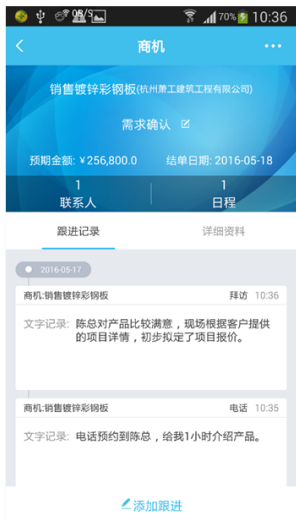 0R/S
70% 10:36
商机
销售镀锌彩钢板(杭州萧工建筑工程有限公司)
需求确认
预期金额: ¥256,800.0 结单日期: 2016-05-18
1 1
联系人 日程
跟进记录 详细资料
2016-05-17
商机:销售镀锌彩钢板 拜访 10:36
文字记录: 陈总对产品比较满意，现场根据客户提供
的项目详情，初步拟定了项目报价。
商机:销售镀锌彩钢板 电话 10:35
文字记录: 电话预约到陈总，给我1小时介绍产品。
添加跟进